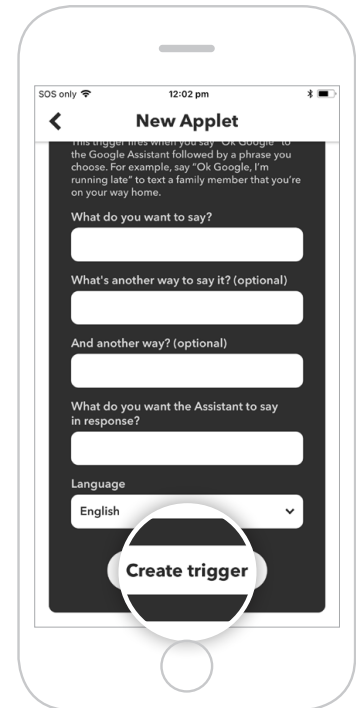 SOS only 12:02 pm
New Applet
This trigger fires when you say "Ok Google" to
the Google Assistant followed by a phrase you
choose. For example, say "Ok Google, I'm
running late" to text a family member that you're
on your way home.
What do you want to say?
What's another way to say it? (optional)
And another way? (optional)
What do you want the Assistant to say
in response?
Language
English
Create trigger